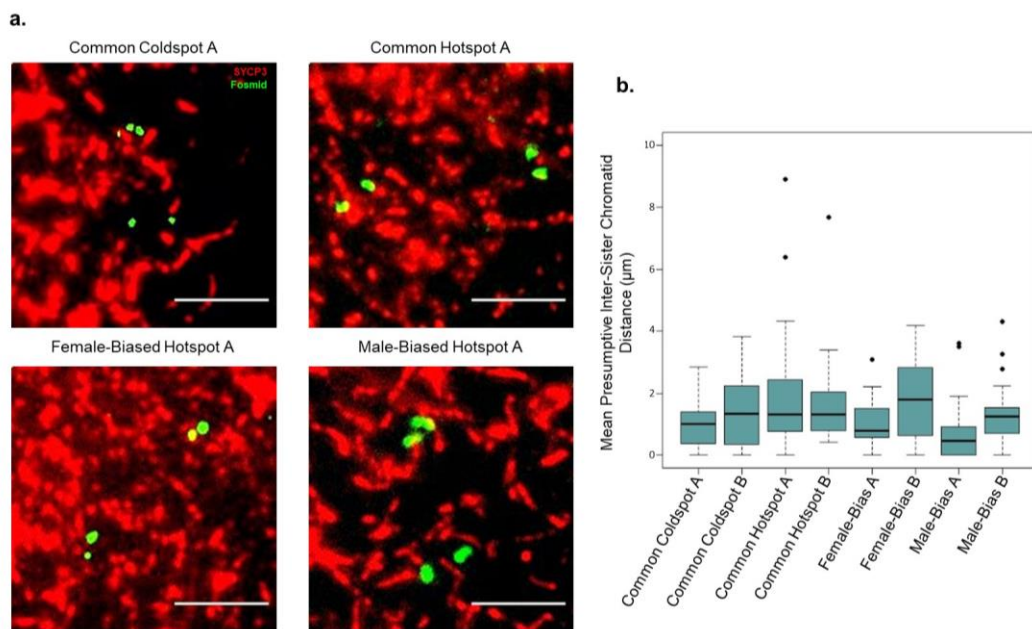 a.
Common Coldspot A
Common Hotspot A
SYCP3
Fosmid
Female-Biased Hotspot A
Male-Biased Hotspot A
b.
Mean Presumptive Inter-Sister Chromatid
Distance (µm)
10
8
6
4
2
0
Common Coldspot A
Common Coldspot B
Common Hotspot A
Common Hotspot B
Female-Bias A
Female-Bias B
Male-Bias A
Male-Bias B